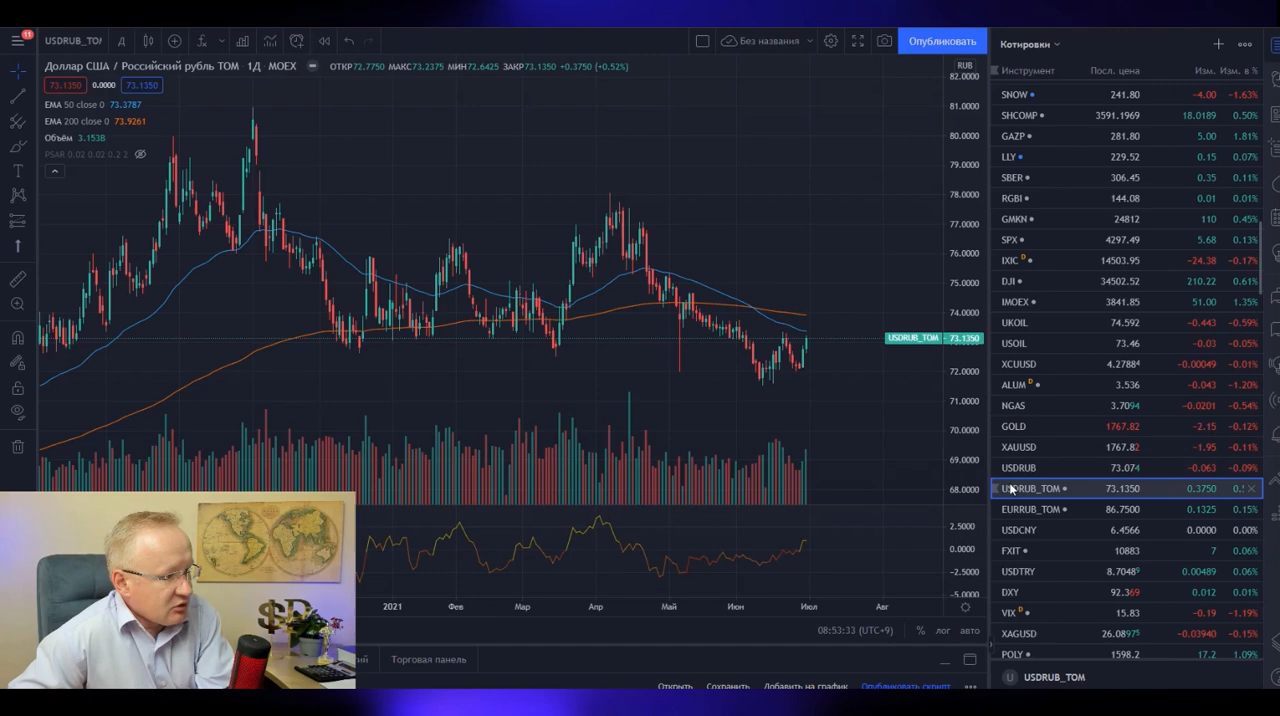 11
USDRUB_TOM
Д
Без названия
Опубликовать
Котировки
Доллар США / Российский рубль ТОМ 1Д MOEX ОТКР72.7750 МАКС73.2375 МИН72.6425 ЗАКР73.1350 +0.3750 (+0.52%)
RUB
73.1350 0.0000 73.1350
EMA 50 close 0 73.3787
EMA 200 close 0 73.9261
Объём 3.153B
PSAR 0.02 0.02 0.2 2
82.0000
81.0000
80.0000
79.0000
78.0000
77.0000
76.0000
75.0000
74.0000
USDRUB_TOM 73.1350
72.0000
71.0000
70.0000
69.0000
68.0000
2.5000
0.0000
−2.5000
2021 Фев Мар Апр Май Июн Июл Авг
08:53:33 (UTC+9) % лог авто
Торговая панель
Открыть Сохранить Добавить на график Опубликовать скрипт
Инструмент Посл. цена Изм. Изм. в %
SNOW 241.80 −4.00 −1.63%
SHCOMP 3591.1969 18.0189 0.50%
GAZP 281.80 5.00 1.81%
LLY 229.52 0.15 0.07%
SBER 306.45 0.35 0.11%
RGBI 144.08 0.01 0.01%
GMKN 24812 110 0.45%
SPX 4297.49 5.68 0.13%
IXIC D 14503.95 −24.38 −0.17%
DJI 34502.52 210.22 0.61%
IMOEX 3841.85 51.00 1.35%
UKOIL 74.592 −0.443 −0.59%
USOIL 73.46 −0.03 −0.05%
XCUUSD 4.27884 −0.00049 −0.01%
ALUM D 3.536 −0.043 −1.20%
NGAS 3.7094 −0.0201 −0.54%
GOLD 1767.82 −2.15 −0.12%
XAUUSD 1767.82 −1.95 −0.11%
USDRUB 73.074 −0.063 −0.09%
USDRUB_TOM 73.1350 0.3750
EURRUB_TOM 86.7500 0.1325 0.15%
USDCNY 6.4566 0.0000 0.00%
FXIT 10883 7 0.06%
USDTRY 8.70489 0.00489 0.06%
DXY 92.369 0.012 0.01%
VIX D 15.83 −0.19 −1.19%
XAGUSD 26.08975 −0.03940 −0.15%
POLY 1598.2 17.2 1.09%
U USDRUB_TOM